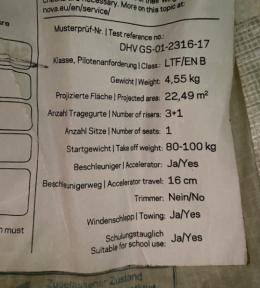 necessary. More on this topic at:
nova.eu/en/service/
Musterprüf-Nr. | Test reference no.:
DHV GS-01-2316-17
Klasse, Pilotenanforderung | Class: LTF/EN B
Gewicht | Weight: 4,55 kg
Projizierte Fläche | Projected area: 22,49 m²
Anzahl Tragegurte | Number of risers: 3+1
Anzahl Sitze | Number of seats: 1
Startgewicht | Take off weight: 80-100 kg
Beschleuniger | Accelerator: Ja/Yes
Beschleunigerweg | Accelerator travel: 16 cm
Trimmer: Nein/No
Windenschlepp | Towing: Ja/Yes
Schulungstauglich
Suitable for school use: Ja/Yes
must
Zustand